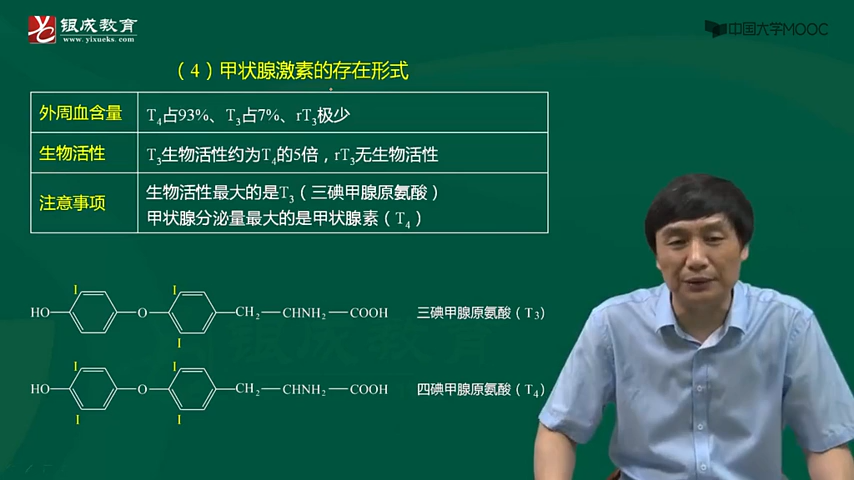 银成教育
www.yixueks.com
中国大学MOOC
（4）甲状腺激素的存在形式
外周血含量
T₄占93%、T₃占7%、rT₃极少
生物活性
T₃生物活性约为T₄的5倍，rT₃无生物活性
注意事项
生物活性最大的是T₃（三碘甲腺原氨酸）
甲状腺分泌量最大的是甲状腺素（T₄）
I I
HO O CH₂—CHNH₂—COOH 三碘甲腺原氨酸（T₃）
I
I I
HO O CH₂—CHNH₂—COOH 四碘甲腺原氨酸（T₄）
I I
银成教育